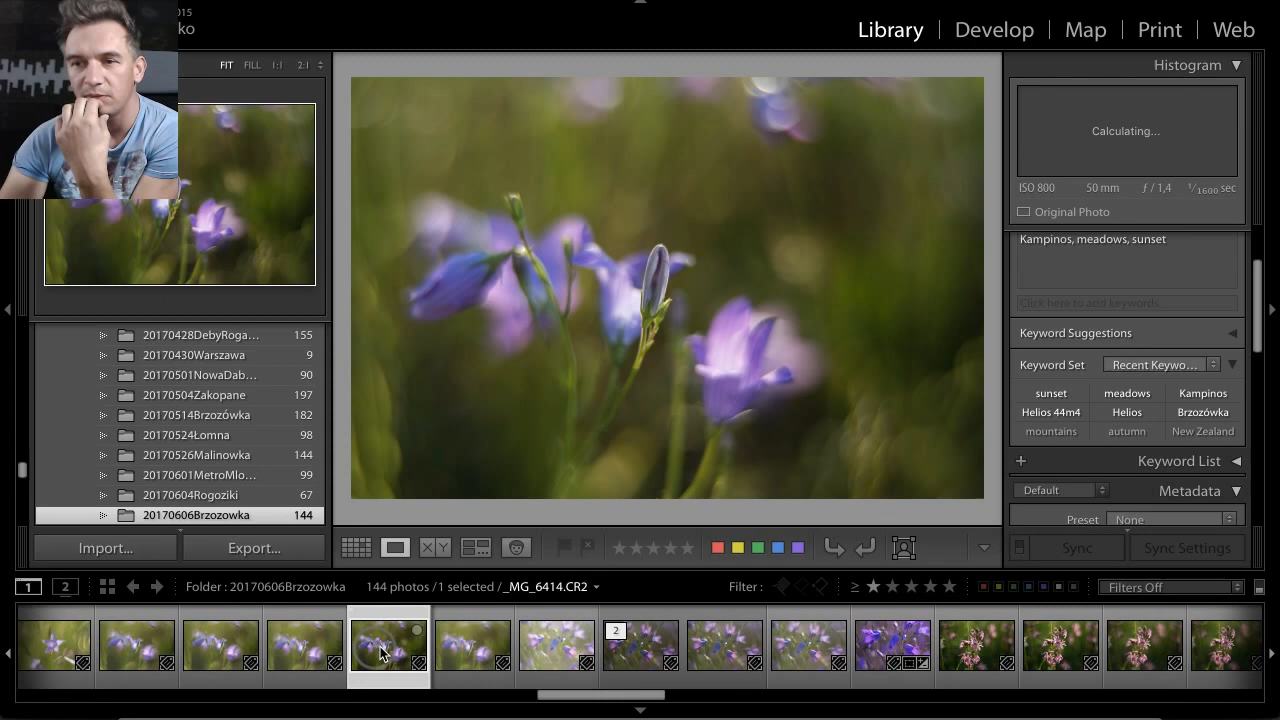 015
ko
Library | Develop | Map | Print | Web
FIT FILL 1:1 2:1
Histogram
Calculating...
ISO 800 50 mm ƒ / 1,4 1/1600 sec
Original Photo
Kampinos, meadows, sunset
Click here to add keywords
Keyword Suggestions
Keyword Set Recent Keywo...
sunset meadows Kampinos
Helios 44m4 Helios Brzozówka
mountains autumn New Zealand
+ Keyword List
Default Metadata
Preset None
Sync Sync Settings
20170428DebyRoga... 155
20170430Warszawa 9
20170501NowaDab... 90
20170504Zakopane 197
20170514Brzozówka 182
20170524Łomna 98
20170526Malinowka 144
20170601MetroMlo... 99
20170604Rogoziki 67
20170606Brzozowka 144
Import... Export...
X Y
1 2 Folder : 20170606Brzozowka 144 photos / 1 selected / _MG_6414.CR2 Filter : ≥ Filters Off
2